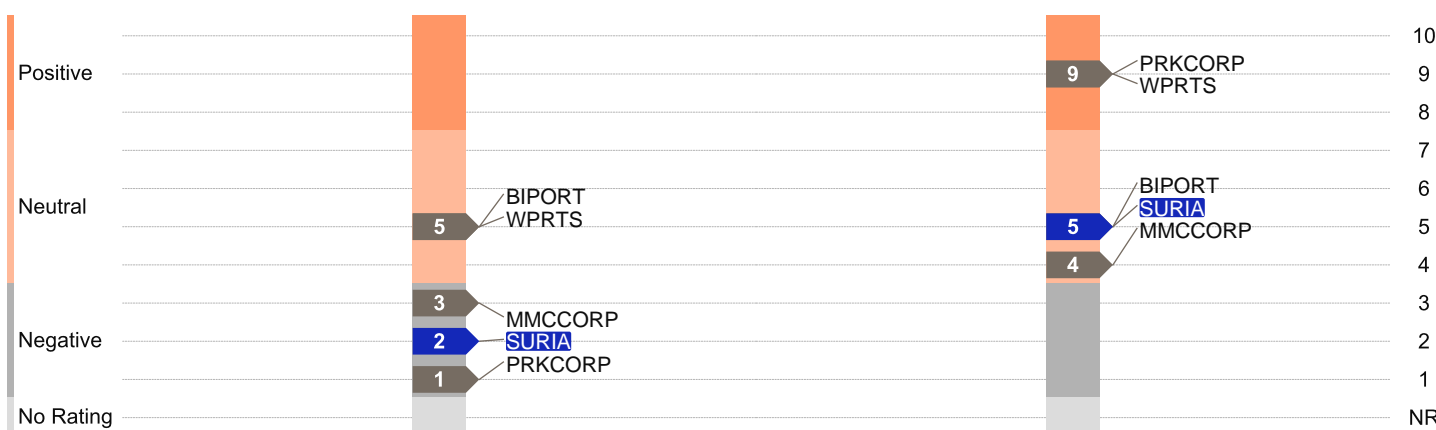 10
Positive
9
PRKCORP
9
WPRTS
8
7
6
BIPORT
BIPORT
Neutral
SURIA
5
WPRTS
5
5
MMCCORP
4
4
3
3
MMCCORP
Negative
2
SURIA
2
PRKCORP
1
1
No Rating
NR